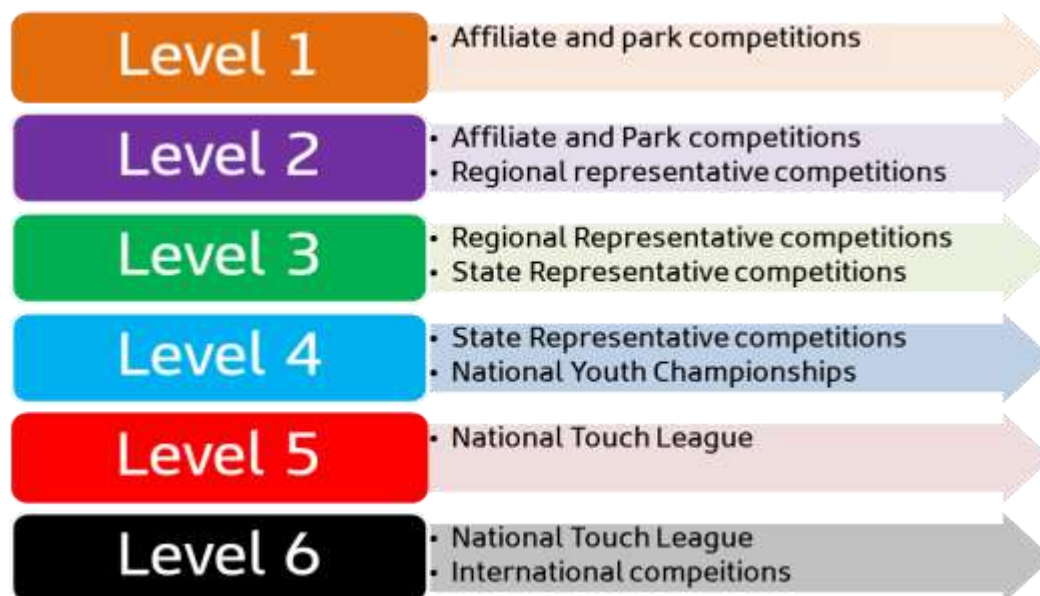 Level 1
• Affiliate and park competitions
Level 2
• Affiliate and Park competitions
• Regional representative competitions
Level 3
• Regional Representative competitions
• State Representative competitions
Level 4
• State Representative competitions
• National Youth Championships
Level 5
• National Touch League
Level 6
• National Touch League
• International compeitions